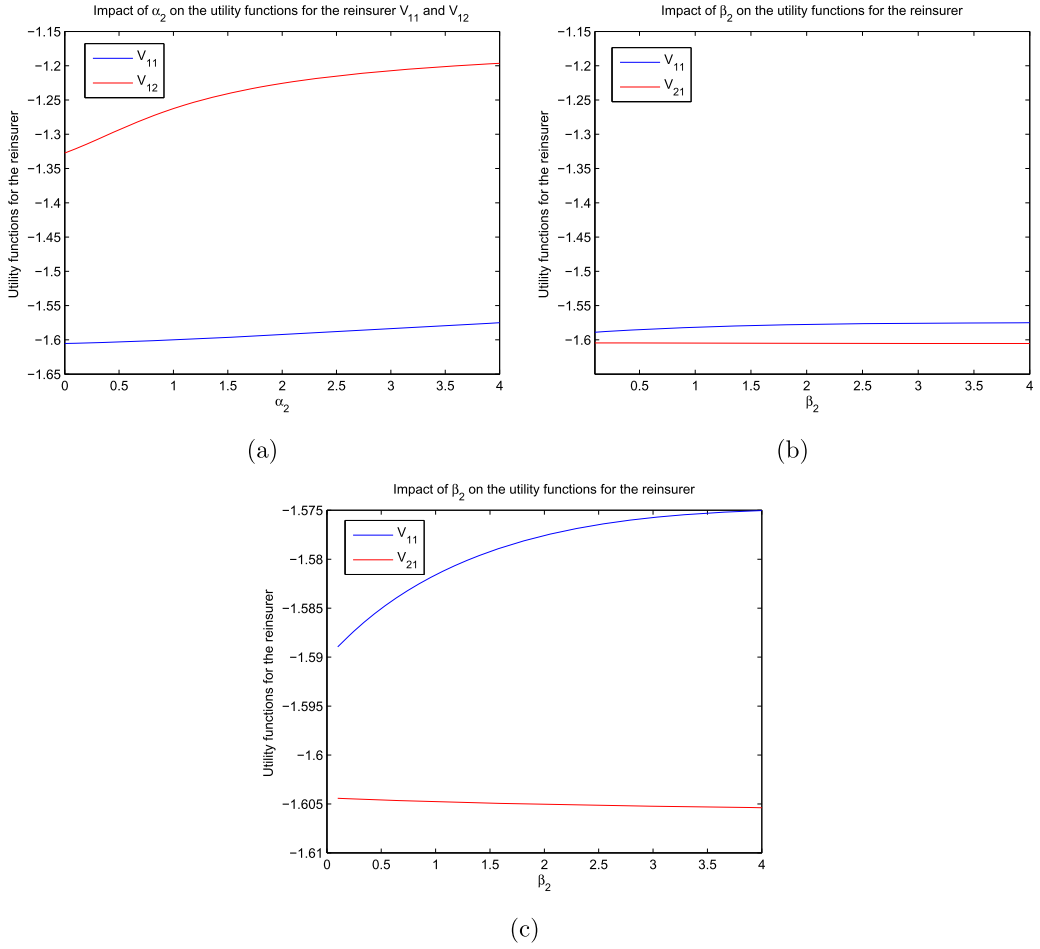 Impact of α2 on the utility functions for the reinsurer V11 and V12
V11
V12
Utility functions for the reinsurer
−1.15
−1.2
−1.25
−1.3
−1.35
−1.4
−1.45
−1.5
−1.55
−1.6
−1.65
0 0.5 1 1.5 2 2.5 3 3.5 4
α2
(a)
Impact of β2 on the utility functions for the reinsurer
V11
V21
Utility functions for the reinsurer
−1.15
−1.2
−1.25
−1.3
−1.35
−1.4
−1.45
−1.5
−1.55
−1.6
0.5 1 1.5 2 2.5 3 3.5 4
β2
(b)
Impact of β2 on the utility functions for the reinsurer
V11
V21
Utility functions for the reinsurer
−1.575
−1.58
−1.585
−1.59
−1.595
−1.6
−1.605
−1.61
0 0.5 1 1.5 2 2.5 3 3.5 4
β2
(c)